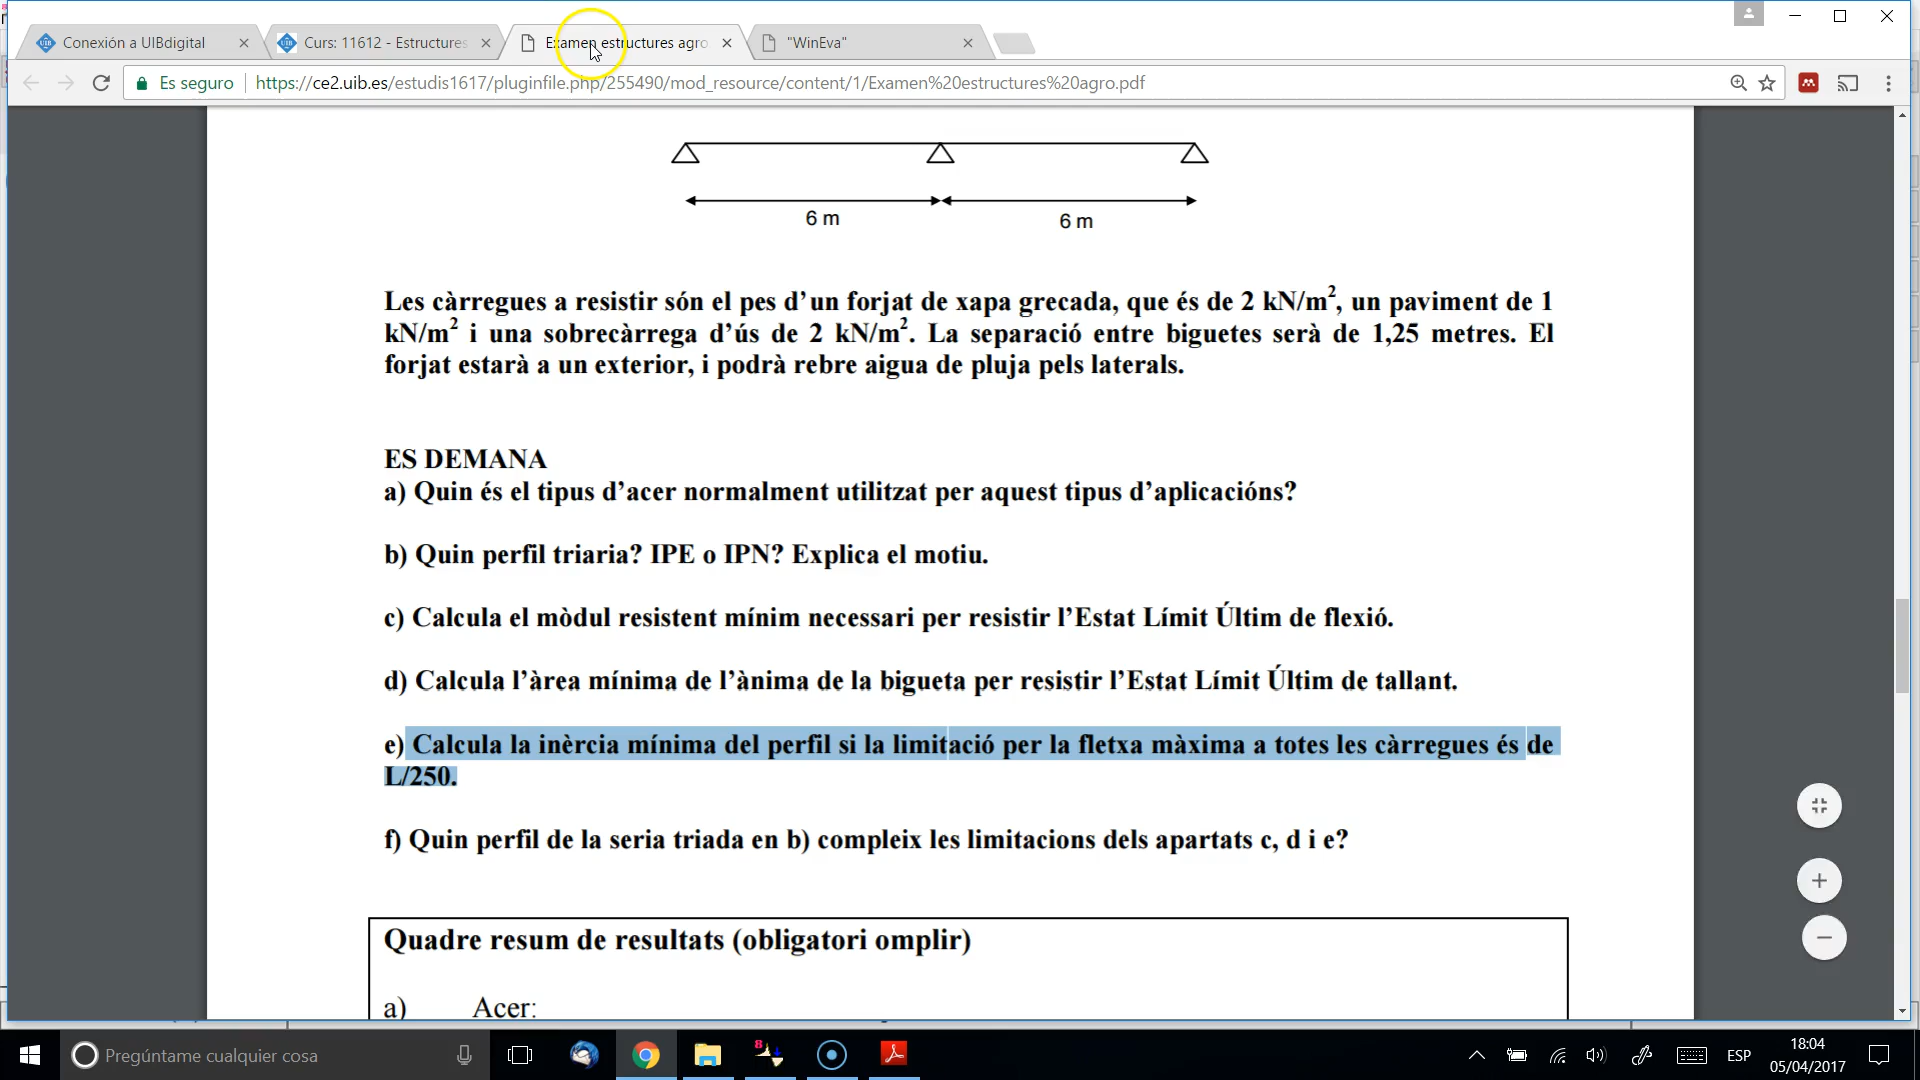 Conexión a UIBdigital
Curs: 11612 - Estructures
Examen estructures agro
"WinEva"
Es seguro
https://ce2.uib.es/estudis1617/pluginfile.php/255490/mod_resource/content/1/Examen%20estructures%20agro.pdf
6 m
6 m
Les càrregues a resistir són el pes d’un forjat de xapa grecada, que és de 2 kN/m², un paviment de 1
kN/m² i una sobrecàrrega d’ús de 2 kN/m². La separació entre biguetes serà de 1,25 metres. El
forjat estarà a un exterior, i podrà rebre aigua de pluja pels laterals.
ES DEMANA
a) Quin és el tipus d’acer normalment utilitzat per aquest tipus d’aplicacións?
b) Quin perfil triaria? IPE o IPN? Explica el motiu.
c) Calcula el mòdul resistent mínim necessari per resistir l’Estat Límit Últim de flexió.
d) Calcula l’àrea mínima de l’ànima de la bigueta per resistir l’Estat Límit Últim de tallant.
e) Calcula la inèrcia mínima del perfil si la limitació per la fletxa màxima a totes les càrregues és de
L/250.
f) Quin perfil de la seria triada en b) compleix les limitacions dels apartats c, d i e?
Quadre resum de resultats (obligatori omplir)
a) Acer:
Pregúntame cualquier cosa
8
ESP
18:04
05/04/2017